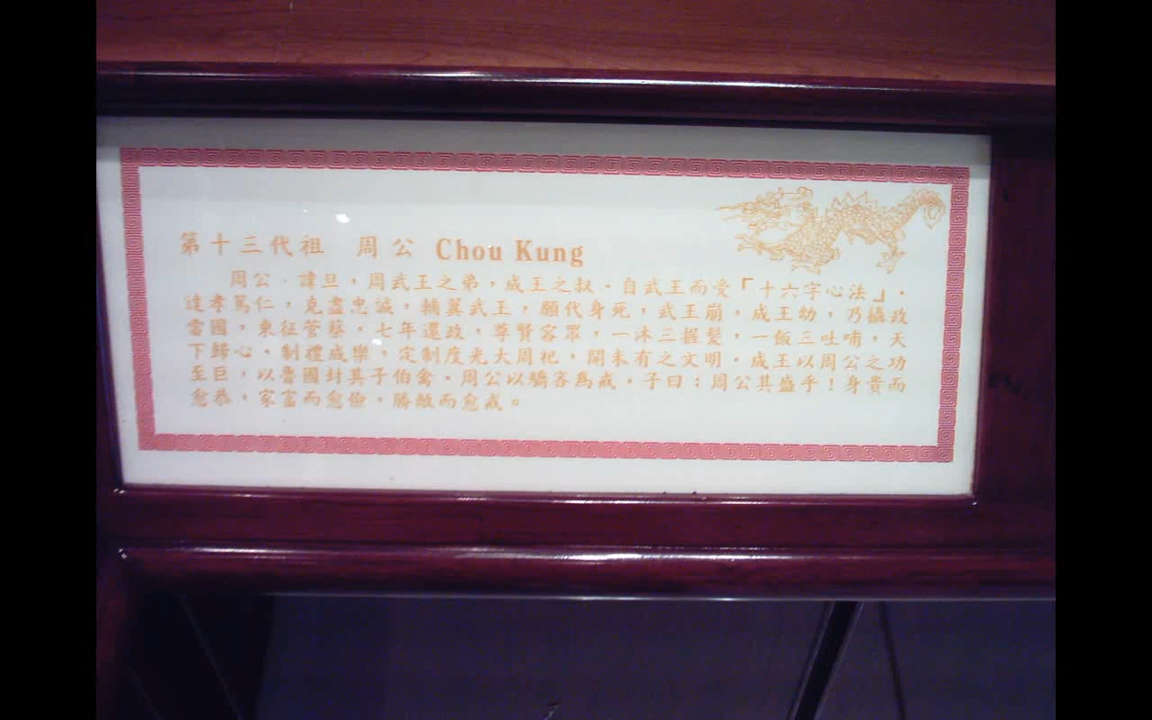 第十三代祖 周公 Chou Kung
周公,諱旦,周武王之弟,成王之叔。自武王而受「十六字心法」。
達孝篤仁,克盡忠誠,輔翼武王,願代身死,武王崩,成王幼,乃攝政
當國,東征管蔡,七年還政,尊賢容眾,一沐三握髮,一飯三吐哺,天
下歸心,制禮成樂,定制度光大周祀,開未有之文明。成王以周公之功
至巨,以魯國封其子伯禽。周公以驕吝為戒。子曰:周公其盛乎!身貴而
愈恭,家富而愈儉,勝敵而愈戒。